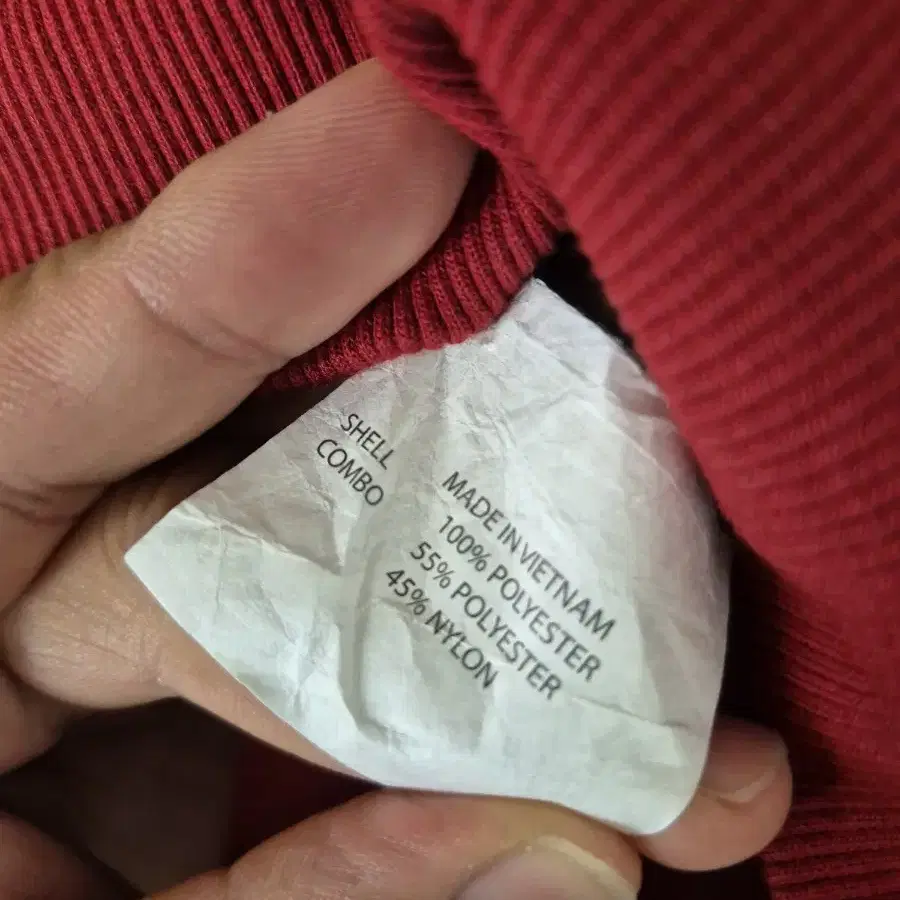 MADE IN VIETNAM
SHELL 100% POLYESTER
COMBO 55% POLYESTER
45% NYLON